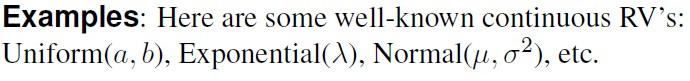 Examples: Here are some well-known continuous RV's:
Uniform(a, b), Exponential(λ), Normal(μ, σ²), etc.